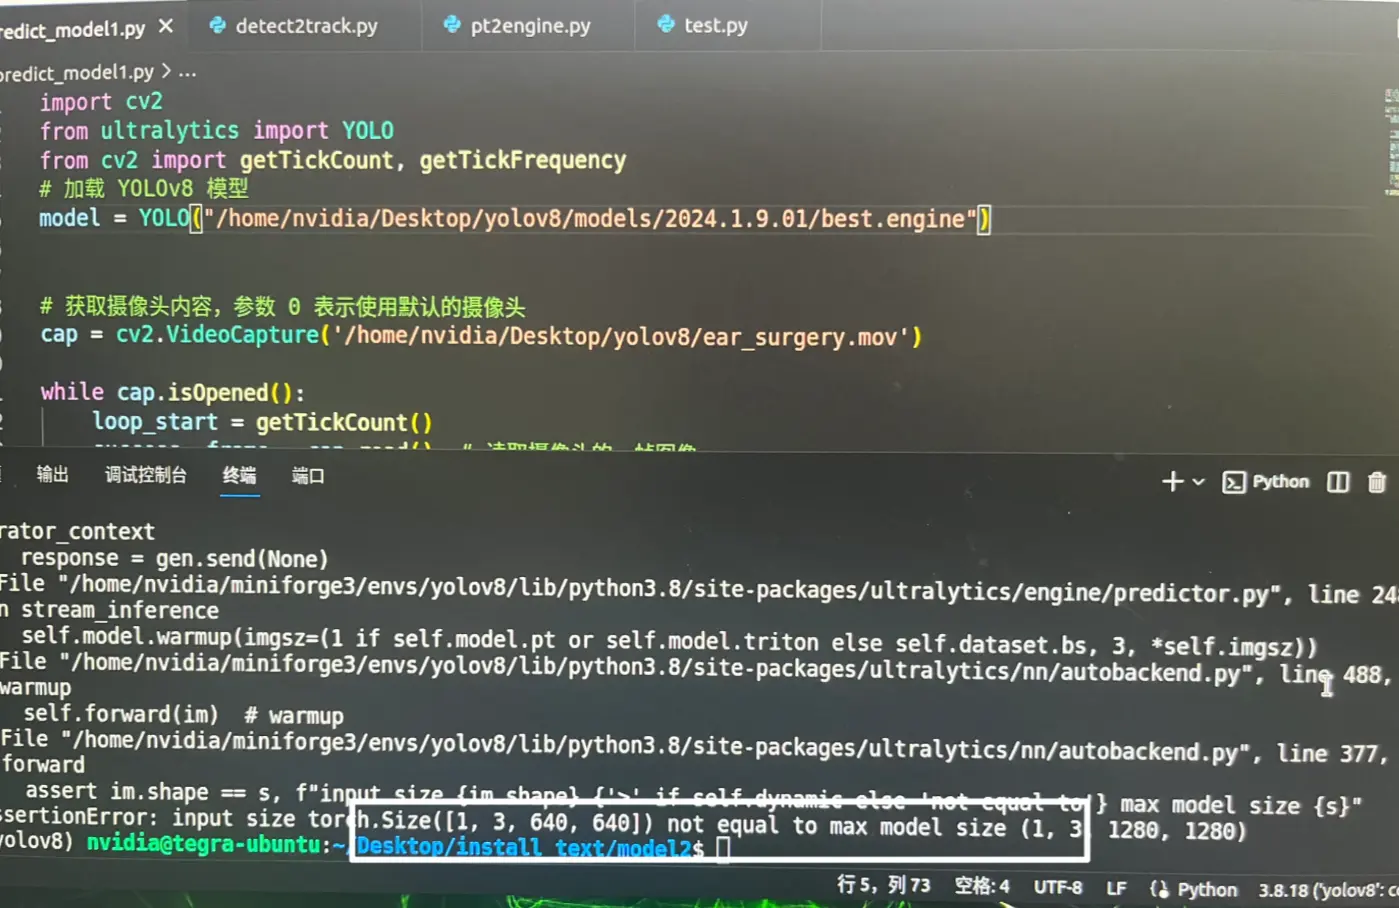 redict_model1.py ×
detect2track.py
pt2engine.py
test.py
predict_model1.py > ...
import cv2
from ultralytics import YOLO
from cv2 import getTickCount, getTickFrequency
# 加载 YOLOv8 模型
model = YOLO("/home/nvidia/Desktop/yolov8/models/2024.1.9.01/best.engine")
# 获取摄像头内容，参数 0 表示使用默认的摄像头
cap = cv2.VideoCapture('/home/nvidia/Desktop/yolov8/ear_surgery.mov')
while cap.isOpened():
loop_start = getTickCount()
输出 调试控制台 终端 端口
Python
rator_context
response = gen.send(None)
File "/home/nvidia/miniforge3/envs/yolov8/lib/python3.8/site-packages/ultralytics/engine/predictor.py", line 24
n stream_inference
self.model.warmup(imgsz=(1 if self.model.pt or self.model.triton else self.dataset.bs, 3, *self.imgsz))
File "/home/nvidia/miniforge3/envs/yolov8/lib/python3.8/site-packages/ultralytics/nn/autobackend.py", line 488,
warmup
self.forward(im) # warmup
File "/home/nvidia/miniforge3/envs/yolov8/lib/python3.8/site-packages/ultralytics/nn/autobackend.py", line 377,
forward
assert im.shape == s, f"input size {im.shape} {'>' if self.dynamic else 'not equal to'} max model size {s}"
ssertionError: input size torch.Size([1, 3, 640, 640]) not equal to max model size (1, 3, 1280, 1280)
yolov8) nvidia@tegra-ubuntu:~/Desktop/install_text/model2$
行 5，列 73 空格: 4 UTF-8 LF Python 3.8.18 ('yolov8': co